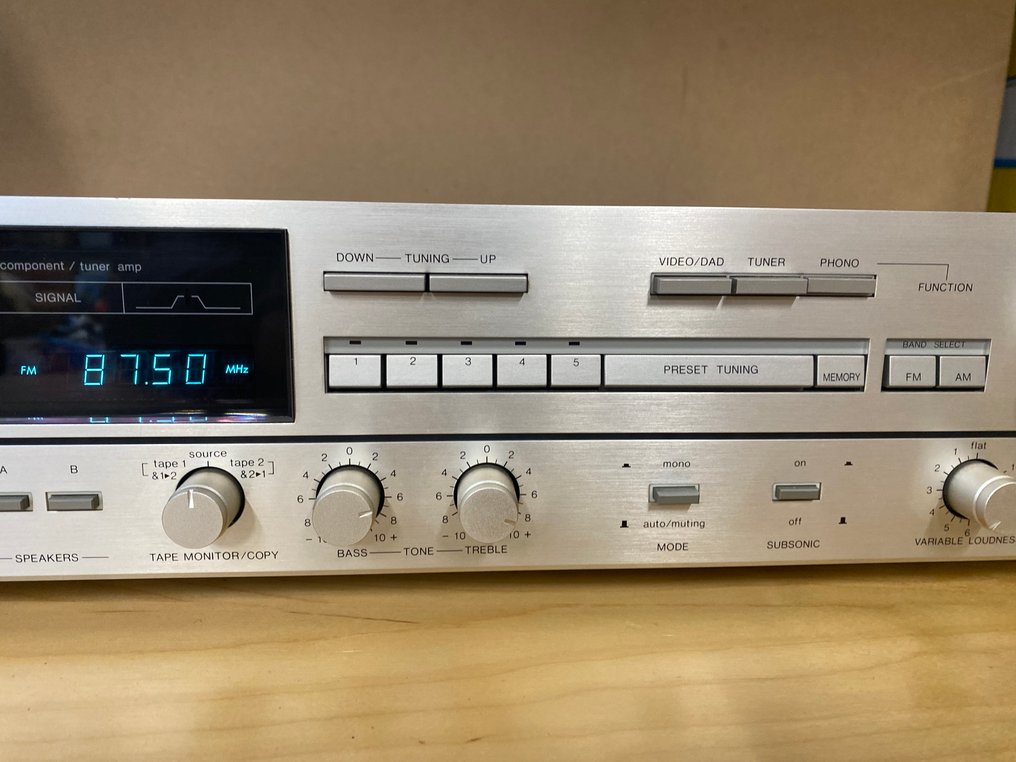 component / tuner amp
SIGNAL
FM 87.50 MHz
DOWN TUNING UP
VIDEO/DAD TUNER PHONO
FUNCTION
1 2 3 4 5 PRESET TUNING MEMORY
BAND SELECT
FM AM
A B
SPEAKERS
source
tape 1 tape 2
&1▸2 &2▸1
TAPE MONITOR/COPY
0
2 2
4 4
6 6
8 8
- 10 10 +
BASS TONE TREBLE
0
2 2
4 4
6 6
8 8
- 10 10 +
mono
auto/muting
MODE
on
off
SUBSONIC
flat
1 1
2
3
4
5
6
VARIABLE LOUDNESS